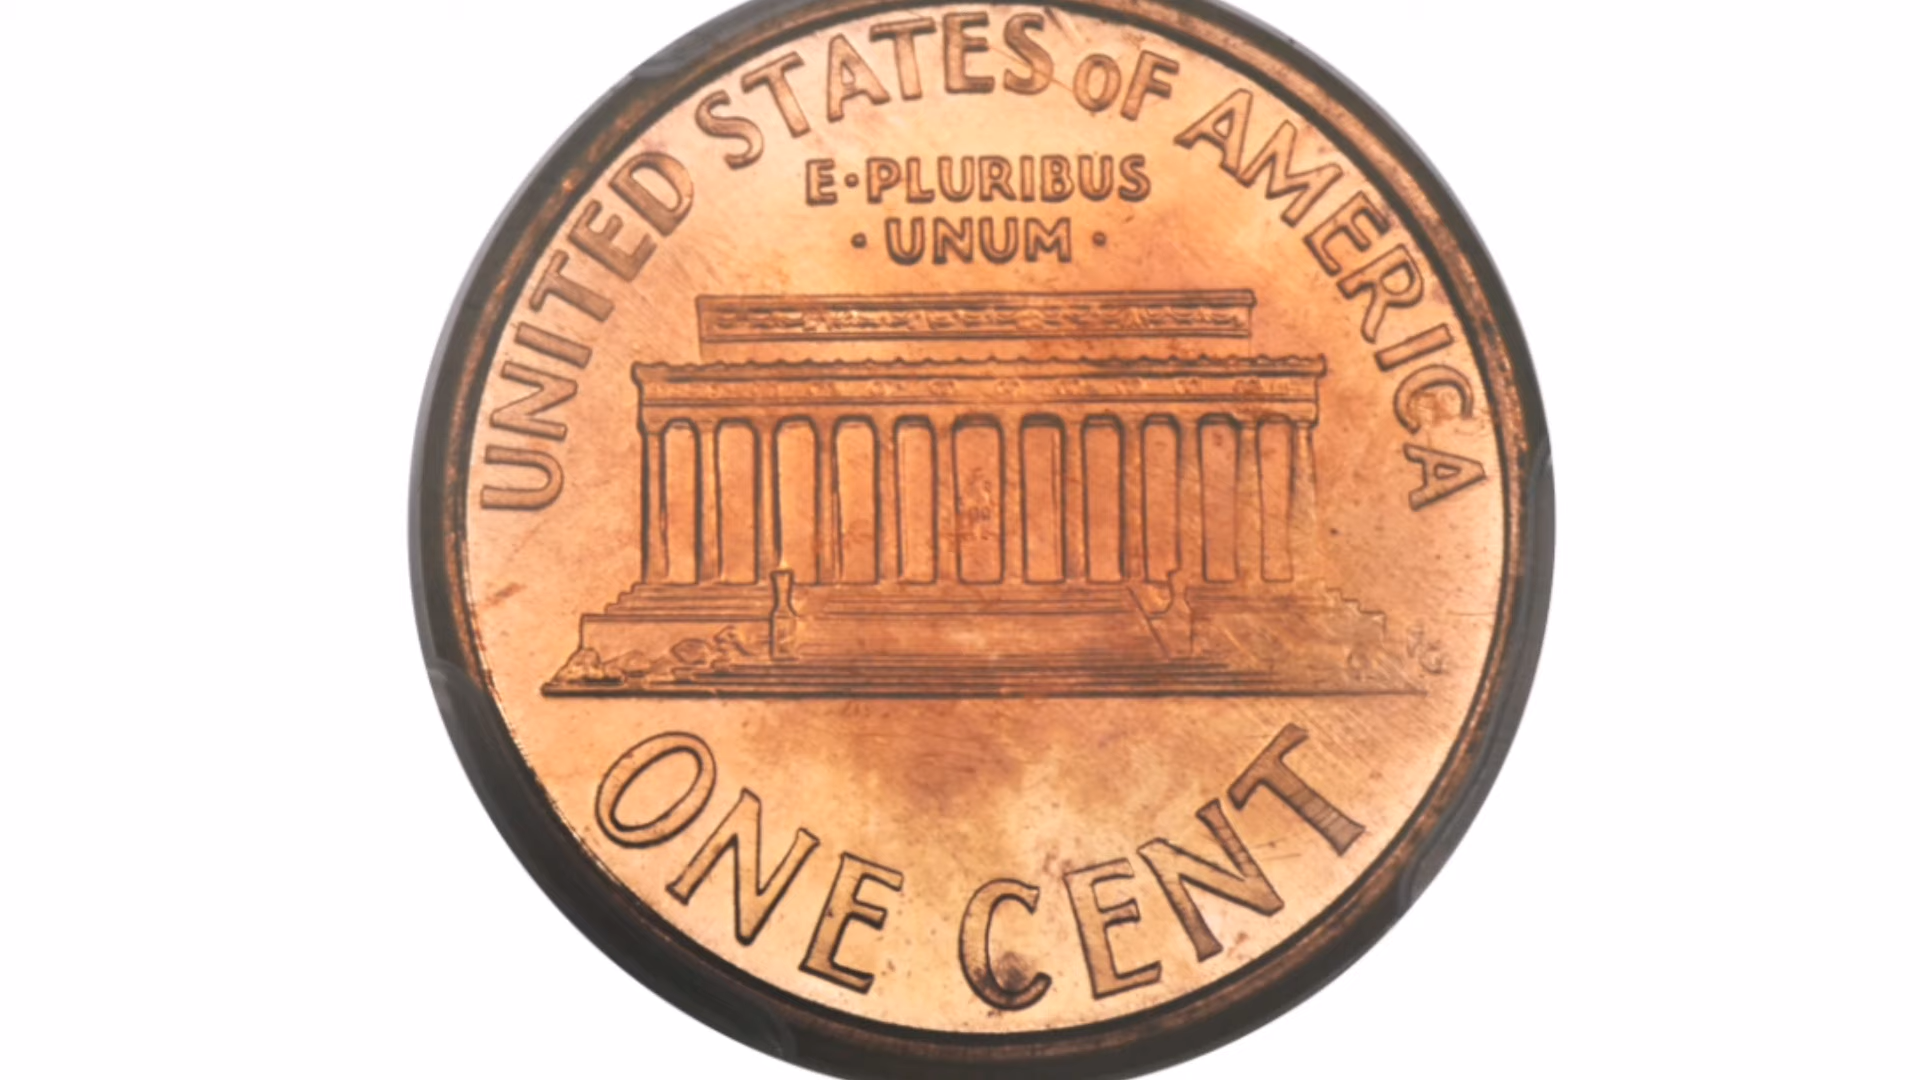 UNITED STATES OF AMERICA
E·PLURIBUS
·UNUM·
ONE CENT